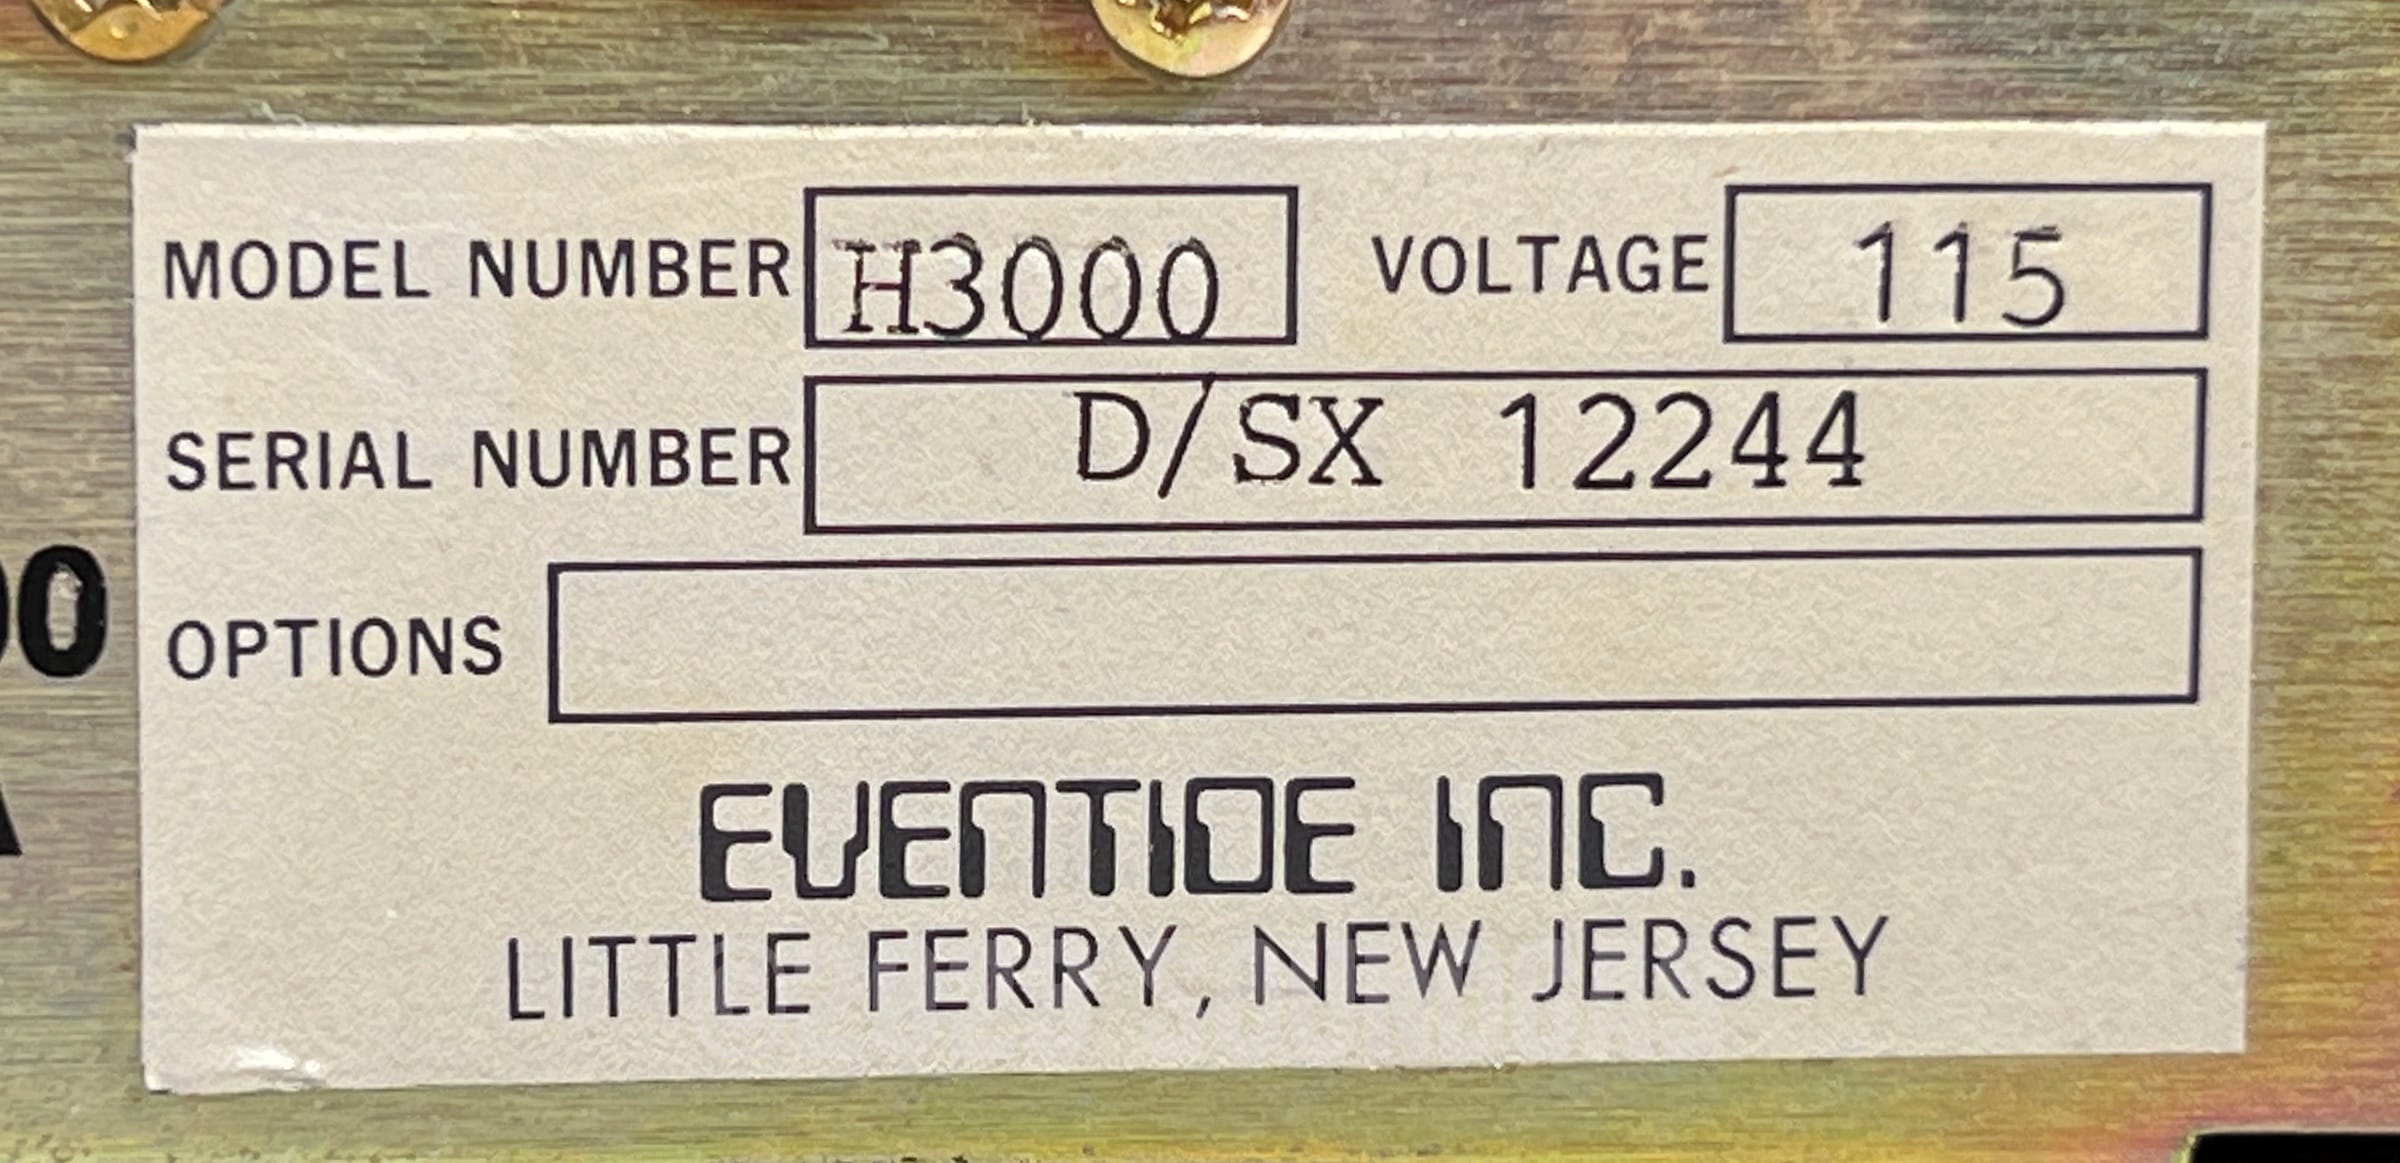 MODEL NUMBER H3000 VOLTAGE 115
SERIAL NUMBER D/SX 12244
OPTIONS
EVENTIDE INC.
LITTLE FERRY, NEW JERSEY